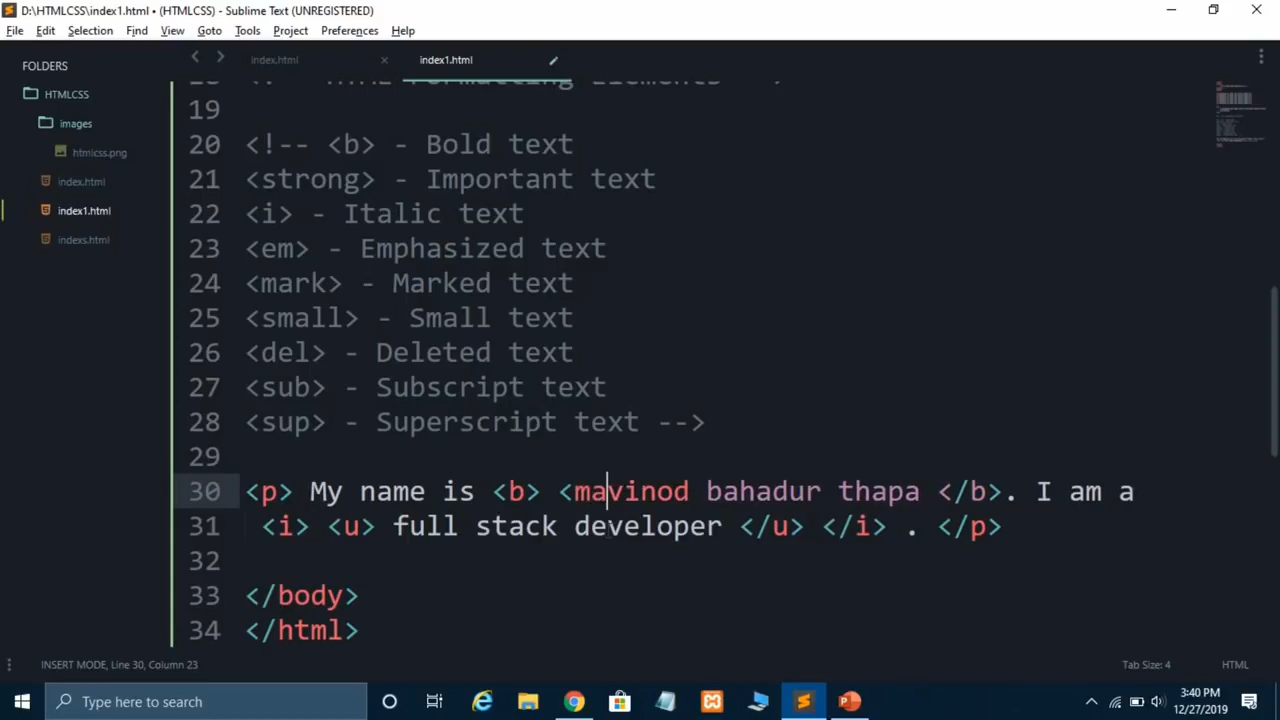 D:\HTMLCSS\index1.html • (HTMLCSS) - Sublime Text (UNREGISTERED)
File Edit Selection Find View Goto Tools Project Preferences Help
FOLDERS
HTMLCSS
images
htmlcss.png
index.html
index1.html
indexs.html
index.html × index1.html
19
20 <!-- <b> - Bold text
21 <strong> - Important text
22 <i> - Italic text
23 <em> - Emphasized text
24 <mark> - Marked text
25 <small> - Small text
26 <del> - Deleted text
27 <sub> - Subscript text
28 <sup> - Superscript text -->
29
30 <p> My name is <b> <mavinod bahadur thapa </b>. I am a
31 <i> <u> full stack developer </u> </i> . </p>
32
33 </body>
34 </html>
INSERT MODE, Line 30, Column 23 Tab Size: 4 HTML
Type here to search
3:40 PM
12/27/2019